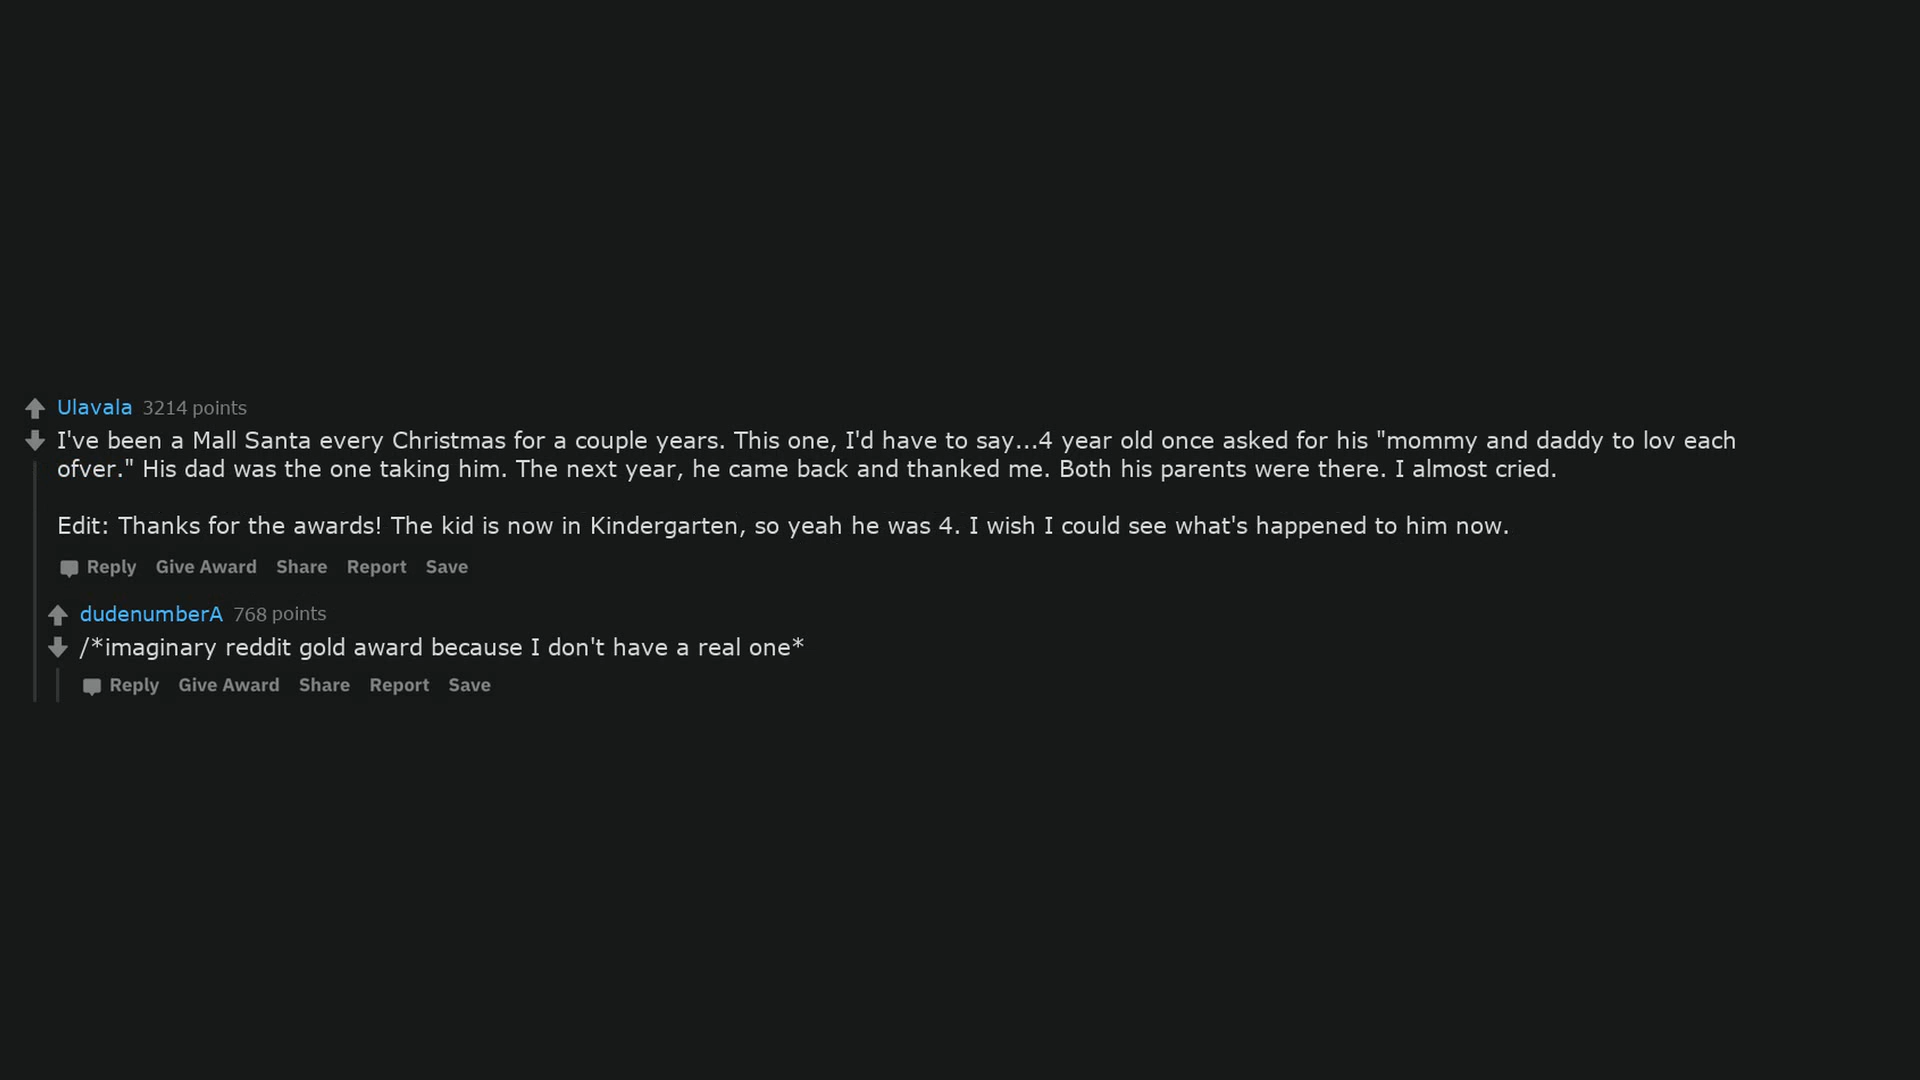 Ulavala 3214 points
I've been a Mall Santa every Christmas for a couple years. This one, I'd have to say...4 year old once asked for his "mommy and daddy to lov each
ofver." His dad was the one taking him. The next year, he came back and thanked me. Both his parents were there. I almost cried.
Edit: Thanks for the awards! The kid is now in Kindergarten, so yeah he was 4. I wish I could see what's happened to him now.
Reply Give Award Share Report Save
dudenumberA 768 points
/*imaginary reddit gold award because I don't have a real one*
Reply Give Award Share Report Save